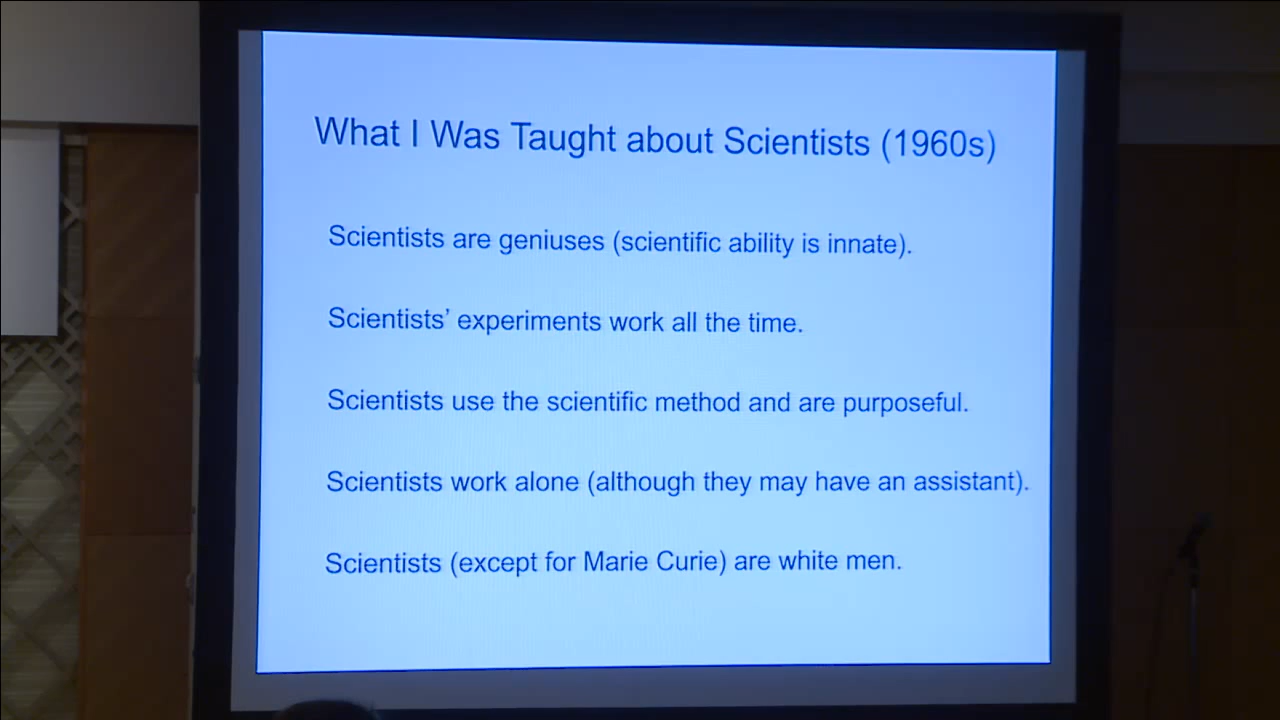 What I Was Taught about Scientists (1960s)
Scientists are geniuses (scientific ability is innate).
Scientists’ experiments work all the time.
Scientists use the scientific method and are purposeful.
Scientists work alone (although they may have an assistant).
Scientists (except for Marie Curie) are white men.